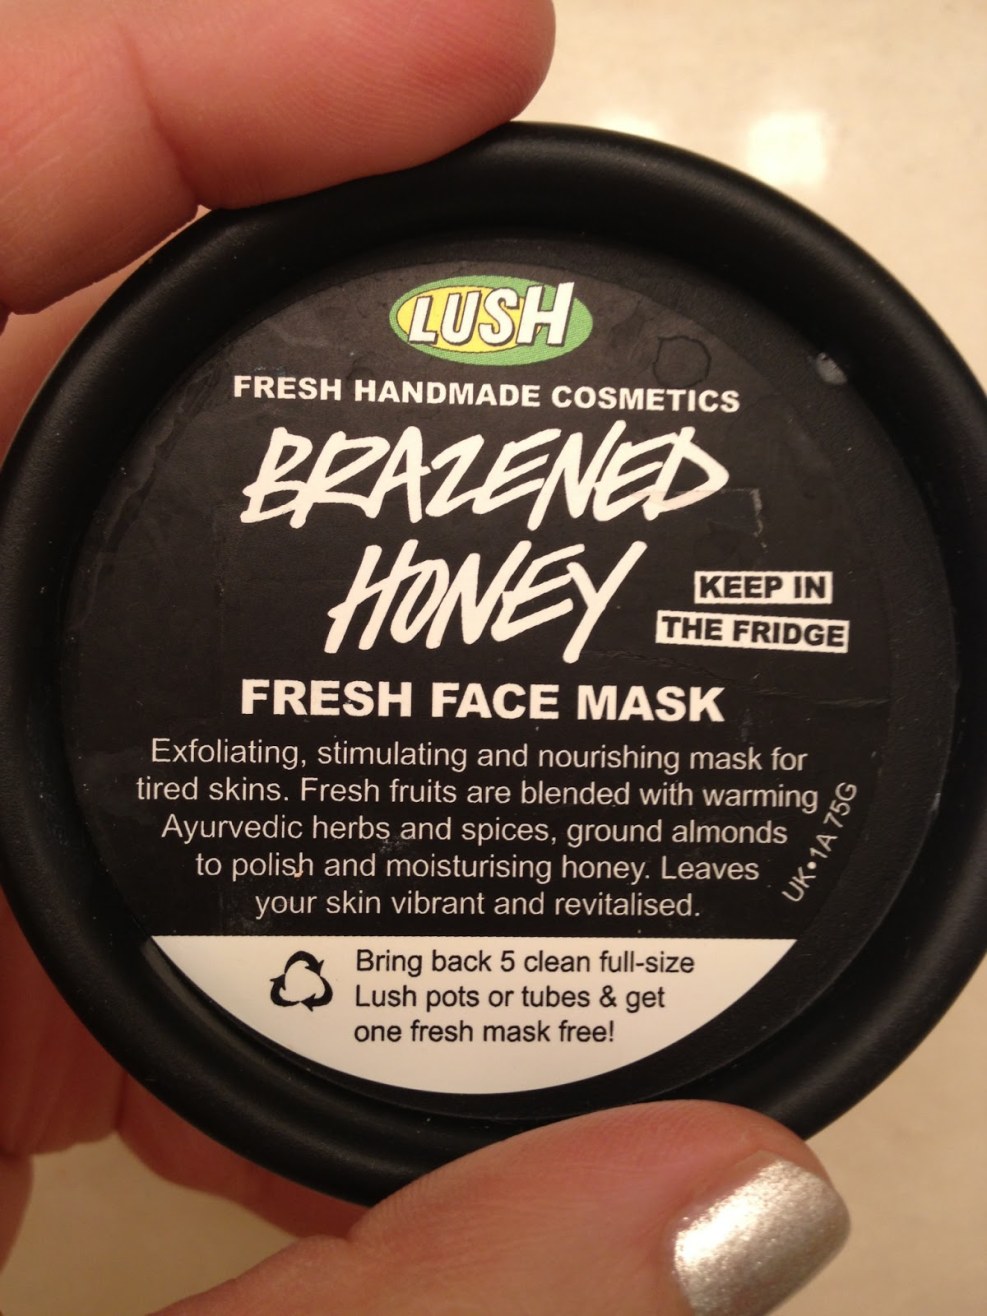 LUSH
FRESH HANDMADE COSMETICS
BRAZENED
HONEY
KEEP IN
THE FRIDGE
FRESH FACE MASK
Exfoliating, stimulating and nourishing mask for
tired skins. Fresh fruits are blended with warming
Ayurvedic herbs and spices, ground almonds
to polish and moisturising honey. Leaves
your skin vibrant and revitalised.
UK•1A 75G
Bring back 5 clean full-size
Lush pots or tubes & get
one fresh mask free!